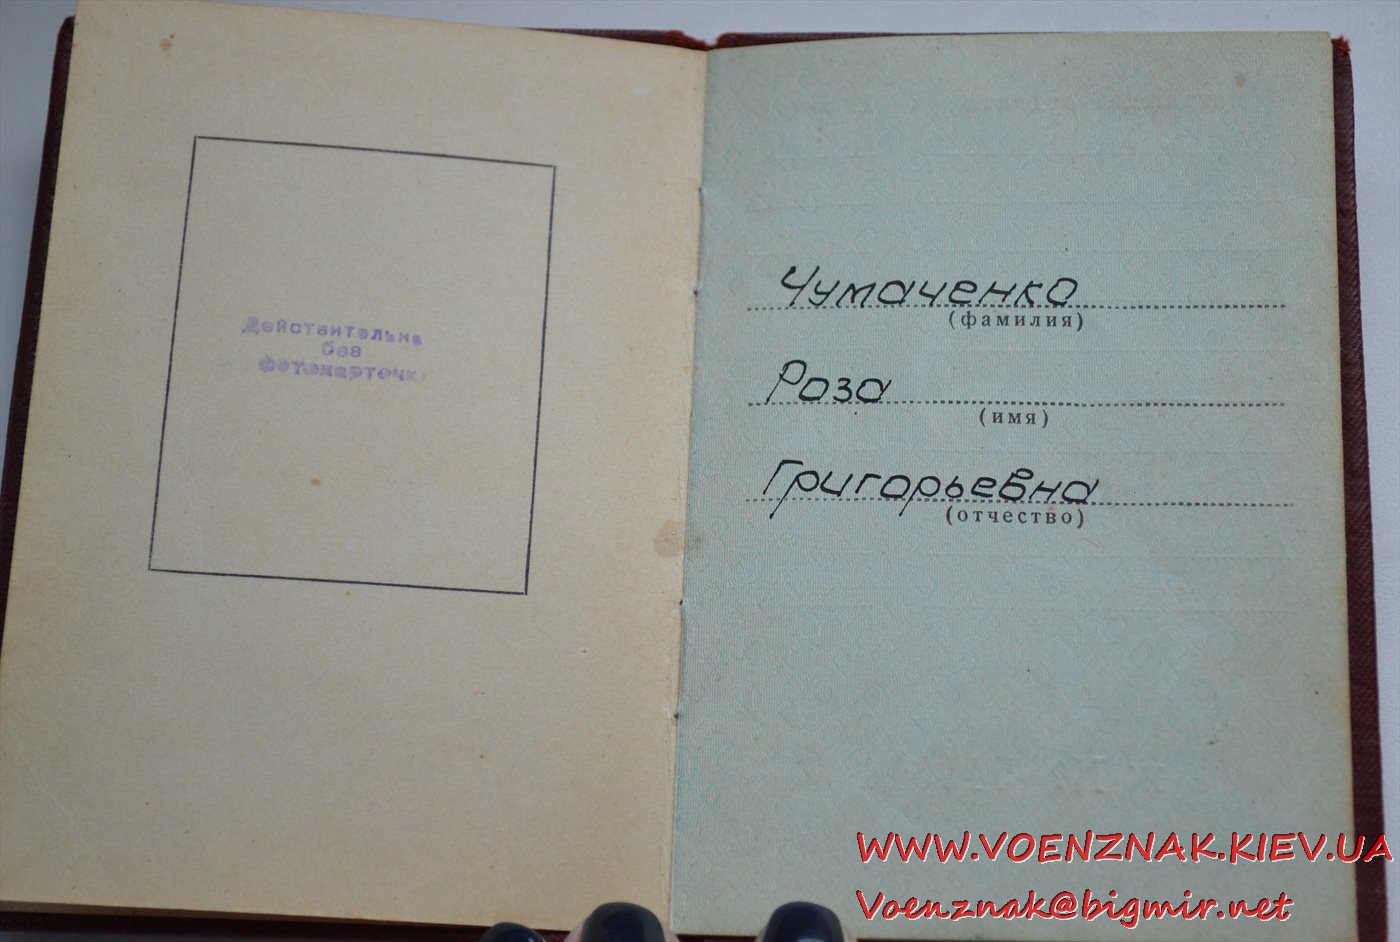 Действительно
без
фотокарточки
Чумаченко
(фамилия)
Роза
(имя)
Григорьевна
(отчество)
WWW.VOENZNAK.KIEV.UA
Voenznak@bigmir.net